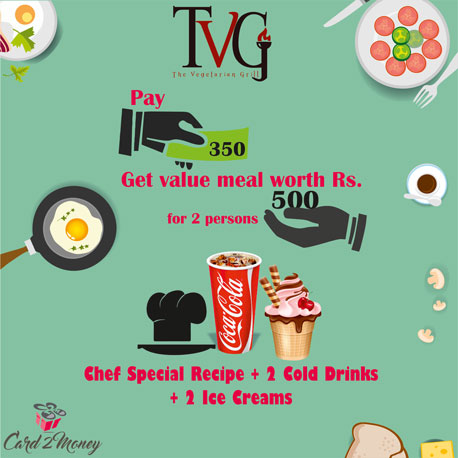 TVG
The Vegetarian Grill
Pay
350
Get value meal worth Rs.
500
for 2 persons
Coca-Cola
Chef Special Recipe + 2 Cold Drinks
+ 2 Ice Creams
Card2Money